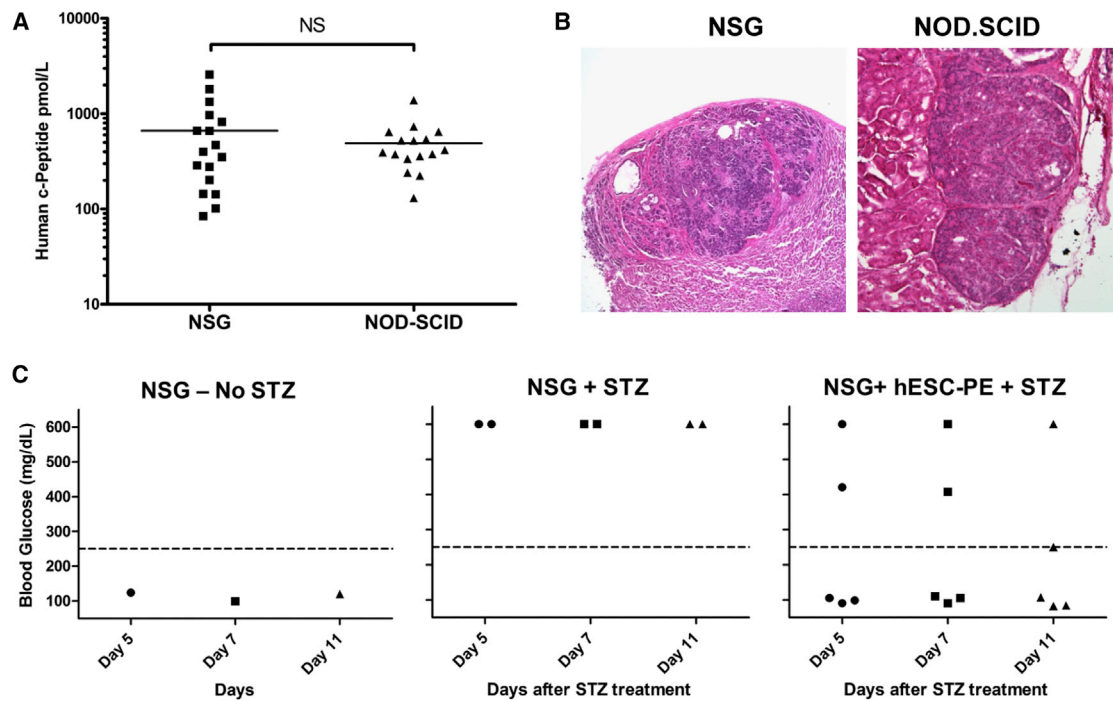 A
NS
10000
1000
100
10
Human c-Peptide pmol/L
NSG
NOD-SCID
B
NSG
NOD.SCID
C
NSG – No STZ
600
500
400
300
200
100
Blood Glucose (mg/dL)
Day 5
Day 7
Day 11
Days
NSG + STZ
Day 5
Day 7
Day 11
Days after STZ treatment
NSG+ hESC-PE + STZ
Day 5
Day 7
Day 11
Days after STZ treatment